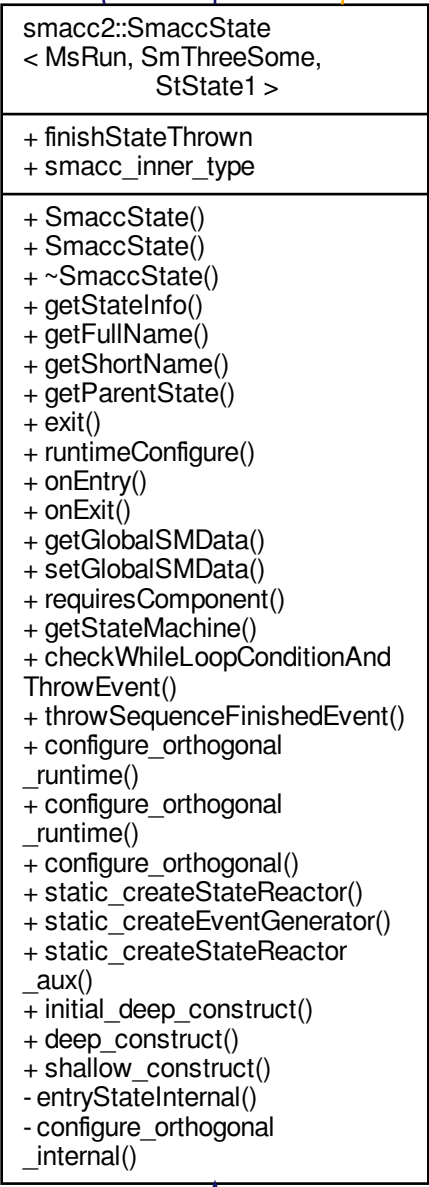 smacc2::SmaccState
< MsRun, SmThreeSome,
StState1 >
+ finishStateThrown
+ smacc_inner_type
+ SmaccState()
+ SmaccState()
+ ~SmaccState()
+ getStateInfo()
+ getFullName()
+ getShortName()
+ getParentState()
+ exit()
+ runtimeConfigure()
+ onEntry()
+ onExit()
+ getGlobalSMData()
+ setGlobalSMData()
+ requiresComponent()
+ getStateMachine()
+ checkWhileLoopConditionAnd
ThrowEvent()
+ throwSequenceFinishedEvent()
+ configure_orthogonal
_runtime()
+ configure_orthogonal
_runtime()
+ configure_orthogonal()
+ static_createStateReactor()
+ static_createEventGenerator()
+ static_createStateReactor
_aux()
+ initial_deep_construct()
+ deep_construct()
+ shallow_construct()
- entryStateInternal()
- configure_orthogonal
_internal()